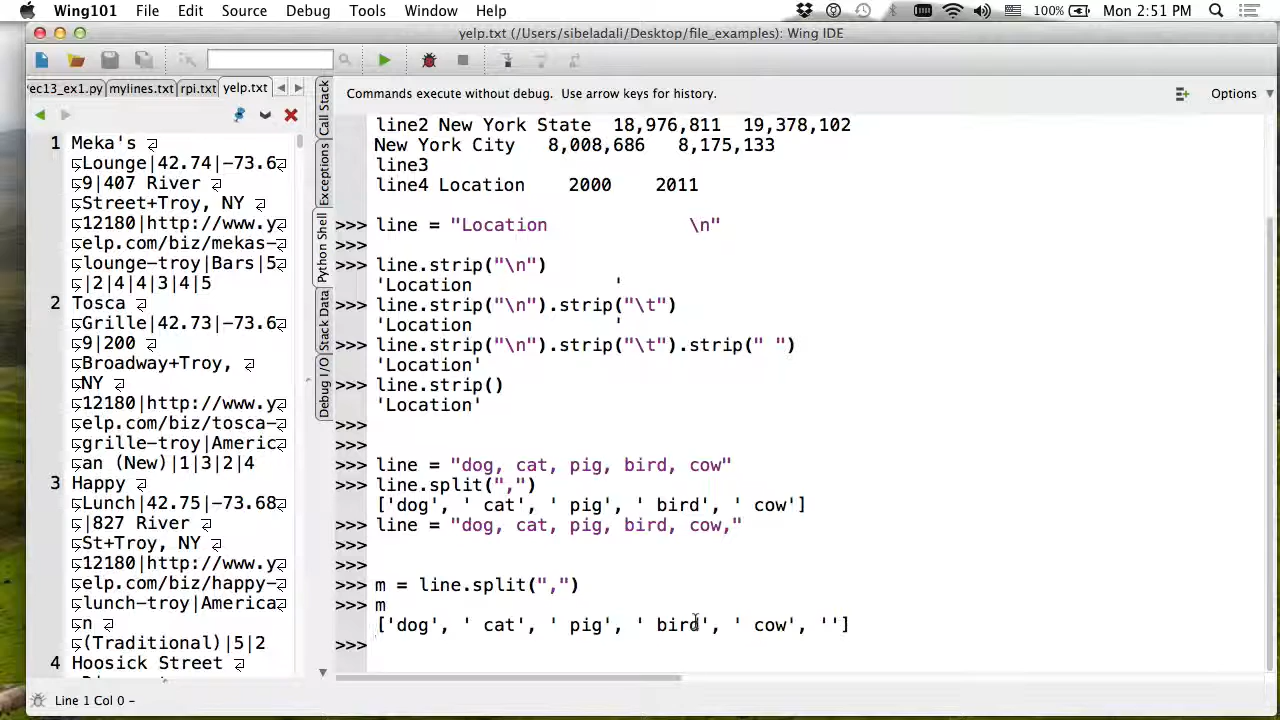 Wing101 File Edit Source Debug Tools Window Help 100% Mon 2:51 PM
yelp.txt (/Users/sibeladali/Desktop/file_examples): Wing IDE
ec13_ex1.py mylines.txt rpi.txt yelp.txt
1 Meka's
Lounge|42.74|-73.6
9|407 River
Street+Troy, NY
12180|http://www.y
elp.com/biz/mekas-
lounge-troy|Bars|5
|2|4|4|3|4|5
2 Tosca
Grille|42.73|-73.6
9|200
Broadway+Troy,
NY
12180|http://www.y
elp.com/biz/tosca-
grille-troy|Americ
an (New)|1|3|2|4
3 Happy
Lunch|42.75|-73.68
|827 River
St+Troy, NY
12180|http://www.y
elp.com/biz/happy-
lunch-troy|America
n
(Traditional)|5|2
4 Hoosick Street
Call Stack
Exceptions
Python Shell
Stack Data
Debug I/O
Commands execute without debug. Use arrow keys for history.
Options
line2 New York State 18,976,811 19,378,102
New York City 8,008,686 8,175,133
line3
line4 Location 2000 2011
>>> line = "Location \n"
>>>
>>> line.strip("\n")
'Location '
>>> line.strip("\n").strip("\t")
'Location '
>>> line.strip("\n").strip("\t").strip(" ")
'Location'
>>> line.strip()
'Location'
>>>
>>>
>>> line = "dog, cat, pig, bird, cow"
>>> line.split(",")
['dog', ' cat', ' pig', ' bird', ' cow']
>>> line = "dog, cat, pig, bird, cow,"
>>>
>>>
>>> m = line.split(",")
>>> m
['dog', ' cat', ' pig', ' bird', ' cow', '']
>>>
Line 1 Col 0 –